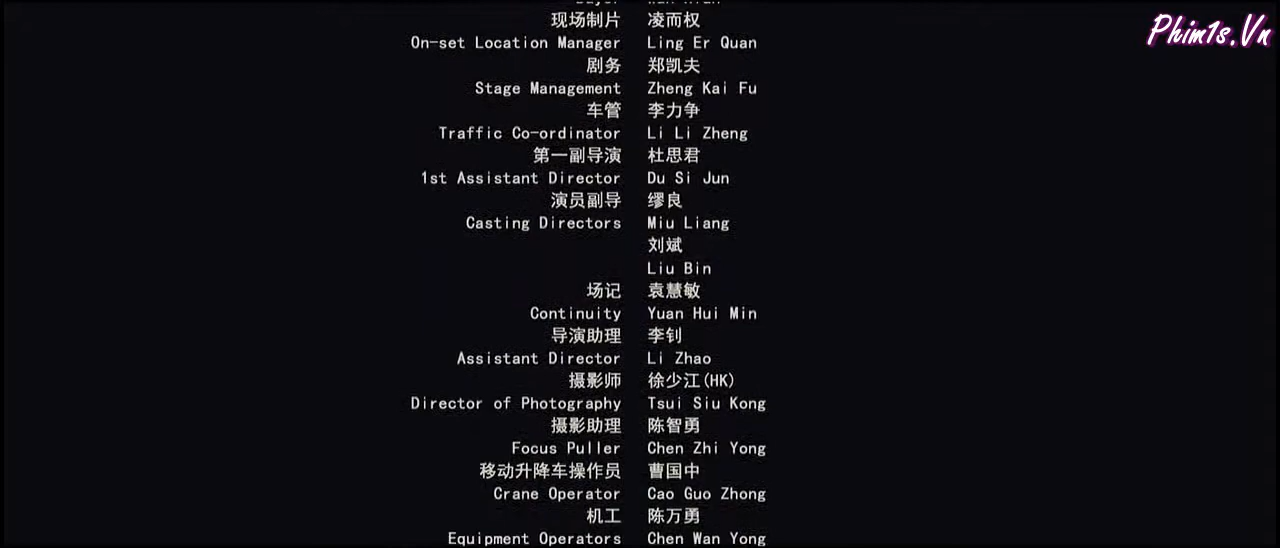 现场制片 凌而权
On-set Location Manager Ling Er Quan
剧务 郑凯夫
Stage Management Zheng Kai Fu
车管 李力争
Traffic Co-ordinator Li Li Zheng
第一副导演 杜思君
1st Assistant Director Du Si Jun
演员副导 缪良
Casting Directors Miu Liang
刘斌
Liu Bin
场记 袁慧敏
Continuity Yuan Hui Min
导演助理 李钊
Assistant Director Li Zhao
摄影师 徐少江(HK)
Director of Photography Tsui Siu Kong
摄影助理 陈智勇
Focus Puller Chen Zhi Yong
移动升降车操作员 曹国中
Crane Operator Cao Guo Zhong
机工 陈万勇
Equipment Operators Chen Wan Yong
Phim1s.Vn